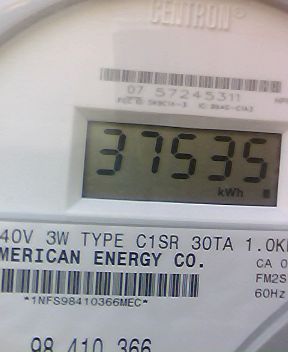 CENTRON®
07 57245311
37535
kWh
40V 3W TYPE C1SR 30TA 1.0K
MERICAN ENERGY CO.
CA 0
FM2S
60Hz
*1NFS98410366MEC*
98 410 366